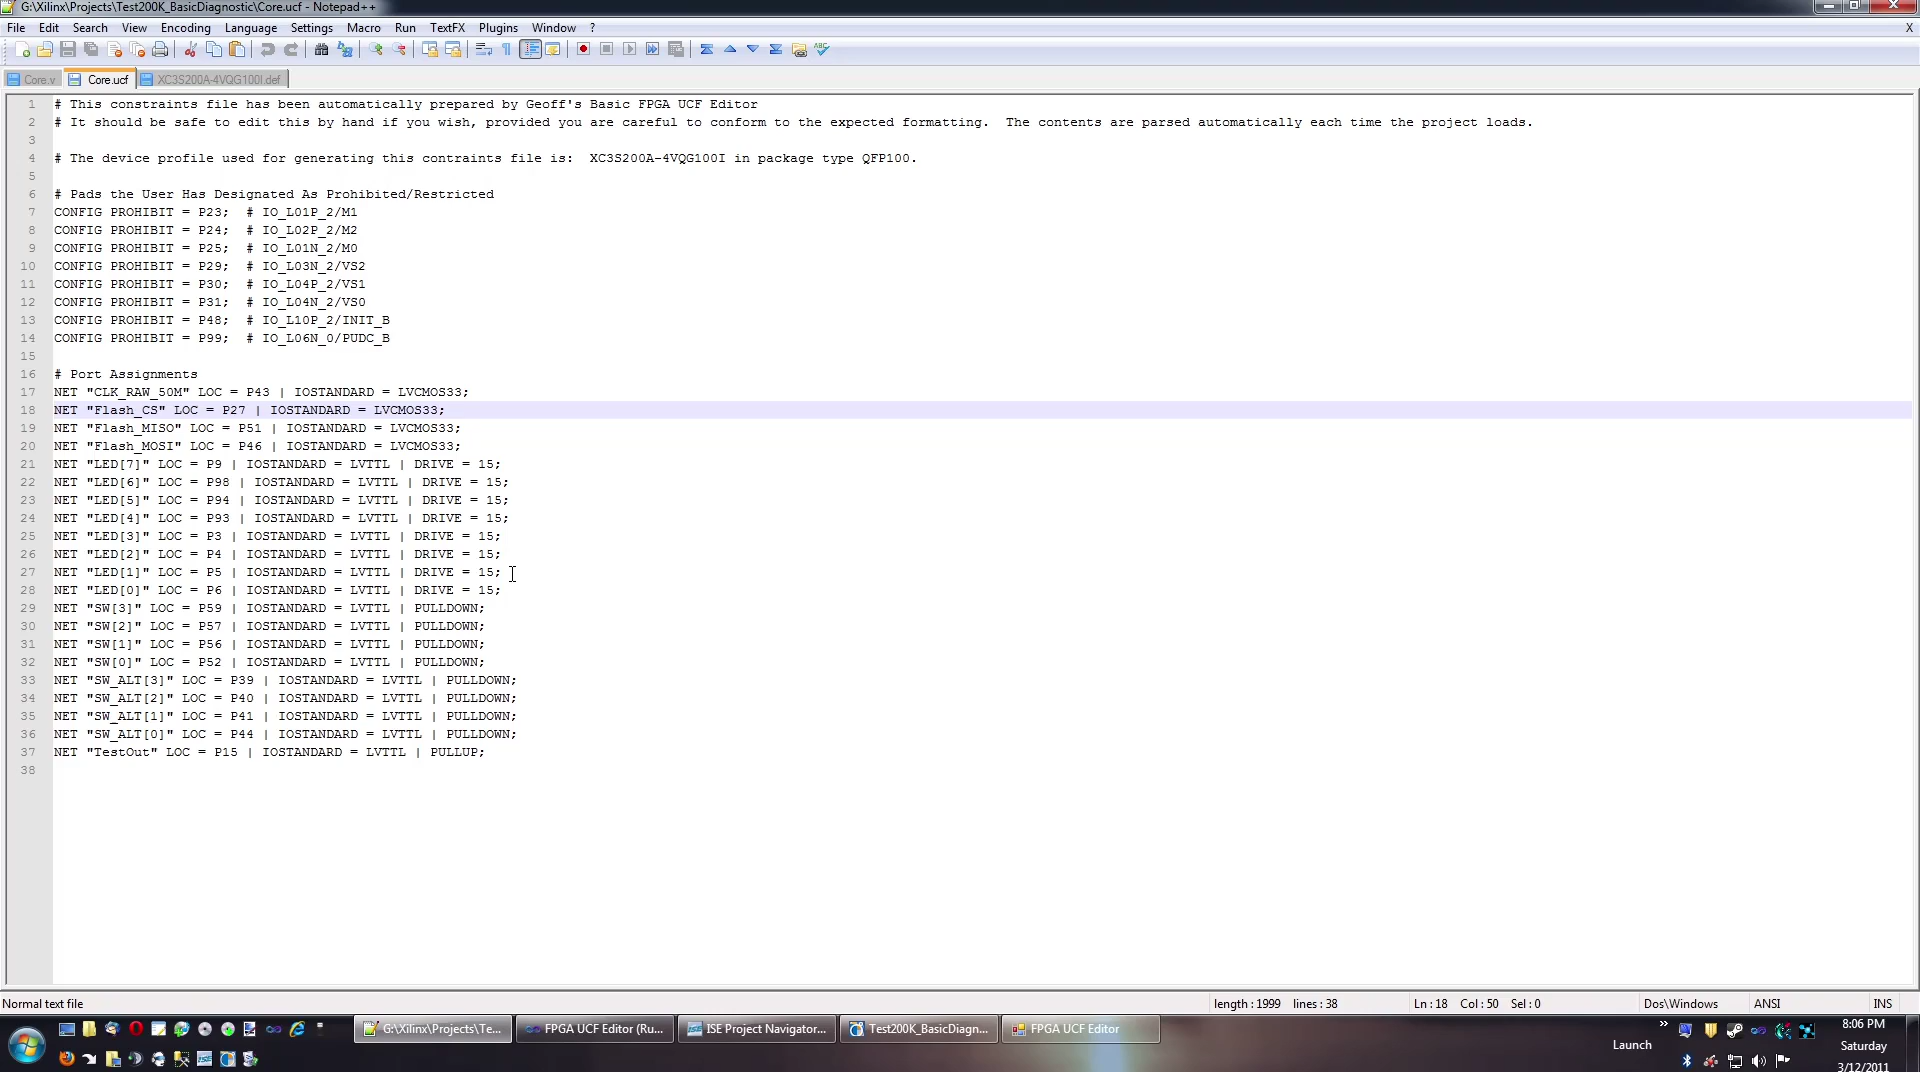 G:\Xilinx\Projects\Test200K_BasicDiagnostic\Core.ucf - Notepad++
File Edit Search View Encoding Language Settings Macro Run TextFX Plugins Window ? X
Core.v Core.ucf XC3S200A-4VQG100I.def
1 # This constraints file has been automatically prepared by Geoff's Basic FPGA UCF Editor
2 # It should be safe to edit this by hand if you wish, provided you are careful to conform to the expected formatting.  The contents are parsed automatically each time the project loads.
3
4 # The device profile used for generating this contraints file is:  XC3S200A-4VQG100I in package type QFP100.
5
6 # Pads the User Has Designated As Prohibited/Restricted
7 CONFIG PROHIBIT = P23;  # IO_L01P_2/M1
8 CONFIG PROHIBIT = P24;  # IO_L02P_2/M2
9 CONFIG PROHIBIT = P25;  # IO_L01N_2/M0
10 CONFIG PROHIBIT = P29;  # IO_L03N_2/VS2
11 CONFIG PROHIBIT = P30;  # IO_L04P_2/VS1
12 CONFIG PROHIBIT = P31;  # IO_L04N_2/VS0
13 CONFIG PROHIBIT = P48;  # IO_L10P_2/INIT_B
14 CONFIG PROHIBIT = P99;  # IO_L06N_0/PUDC_B
15
16 # Port Assignments
17 NET "CLK_RAW_50M" LOC = P43 | IOSTANDARD = LVCMOS33;
18 NET "Flash_CS" LOC = P27 | IOSTANDARD = LVCMOS33;
19 NET "Flash_MISO" LOC = P51 | IOSTANDARD = LVCMOS33;
20 NET "Flash_MOSI" LOC = P46 | IOSTANDARD = LVCMOS33;
21 NET "LED[7]" LOC = P9 | IOSTANDARD = LVTTL | DRIVE = 15;
22 NET "LED[6]" LOC = P98 | IOSTANDARD = LVTTL | DRIVE = 15;
23 NET "LED[5]" LOC = P94 | IOSTANDARD = LVTTL | DRIVE = 15;
24 NET "LED[4]" LOC = P93 | IOSTANDARD = LVTTL | DRIVE = 15;
25 NET "LED[3]" LOC = P3 | IOSTANDARD = LVTTL | DRIVE = 15;
26 NET "LED[2]" LOC = P4 | IOSTANDARD = LVTTL | DRIVE = 15;
27 NET "LED[1]" LOC = P5 | IOSTANDARD = LVTTL | DRIVE = 15;
28 NET "LED[0]" LOC = P6 | IOSTANDARD = LVTTL | DRIVE = 15;
29 NET "SW[3]" LOC = P59 | IOSTANDARD = LVTTL | PULLDOWN;
30 NET "SW[2]" LOC = P57 | IOSTANDARD = LVTTL | PULLDOWN;
31 NET "SW[1]" LOC = P56 | IOSTANDARD = LVTTL | PULLDOWN;
32 NET "SW[0]" LOC = P52 | IOSTANDARD = LVTTL | PULLDOWN;
33 NET "SW_ALT[3]" LOC = P39 | IOSTANDARD = LVTTL | PULLDOWN;
34 NET "SW_ALT[2]" LOC = P40 | IOSTANDARD = LVTTL | PULLDOWN;
35 NET "SW_ALT[1]" LOC = P41 | IOSTANDARD = LVTTL | PULLDOWN;
36 NET "SW_ALT[0]" LOC = P44 | IOSTANDARD = LVTTL | PULLDOWN;
37 NET "TestOut" LOC = P15 | IOSTANDARD = LVTTL | PULLUP;
38
Normal text file length : 1999 lines : 38 Ln : 18 Col : 50 Sel : 0 Dos\Windows ANSI INS
G:\Xilinx\Projects\Te... FPGA UCF Editor (Ru... ISE Project Navigator... Test200K_BasicDiagn... FPGA UCF Editor
8:06 PM
Launch Saturday
3/12/2011